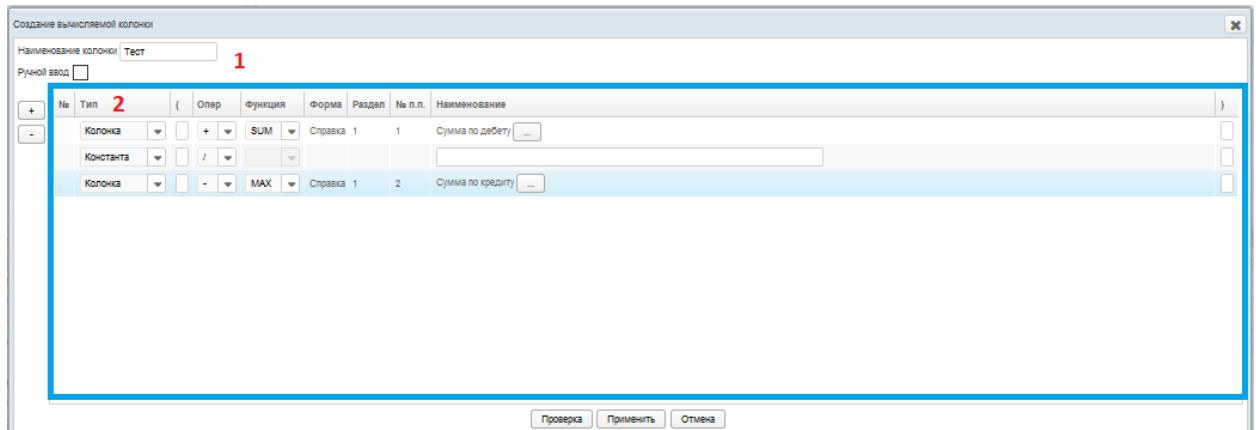 Создание вычисляемой колонки
Наименование колонки Тест
1
Ручной ввод
+
-
№ Тип 2 ( Опер Функция Форма Раздел № п.п. Наименование )
Колонка + SUM Справка 1 1 Сумма по дебету ...
Константа /
Колонка - MAX Справка 1 2 Сумма по кредиту ...
Проверка Применить Отмена